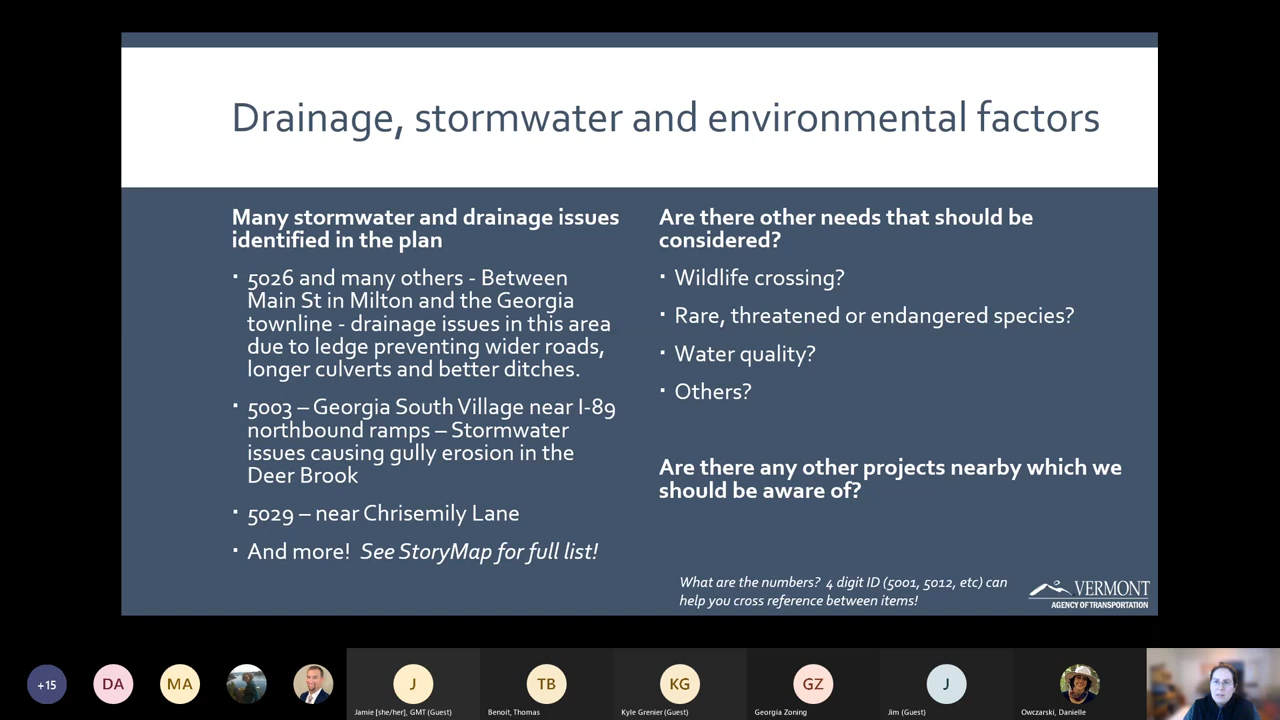 Drainage, stormwater and environmental factors
Many stormwater and drainage issues
identified in the plan
▪ 5026 and many others - Between
Main St in Milton and the Georgia
townline - drainage issues in this area
due to ledge preventing wider roads,
longer culverts and better ditches.
▪ 5003 – Georgia South Village near I-89
northbound ramps – Stormwater
issues causing gully erosion in the
Deer Brook
▪ 5029 – near Chrisemily Lane
▪ And more! See StoryMap for full list!
Are there other needs that should be
considered?
▪ Wildlife crossing?
▪ Rare, threatened or endangered species?
▪ Water quality?
▪ Others?
Are there any other projects nearby which we
should be aware of?
What are the numbers? 4 digit ID (5001, 5012, etc) can
help you cross reference between items!
VERMONT
AGENCY OF TRANSPORTATION
+15
DA
MA
J
TB
KG
GZ
J
Jamie [she/her], GMT (Guest)
Benoit, Thomas
Kyle Grenier (Guest)
Georgia Zoning
Jim (Guest)
Owczarski, Danielle